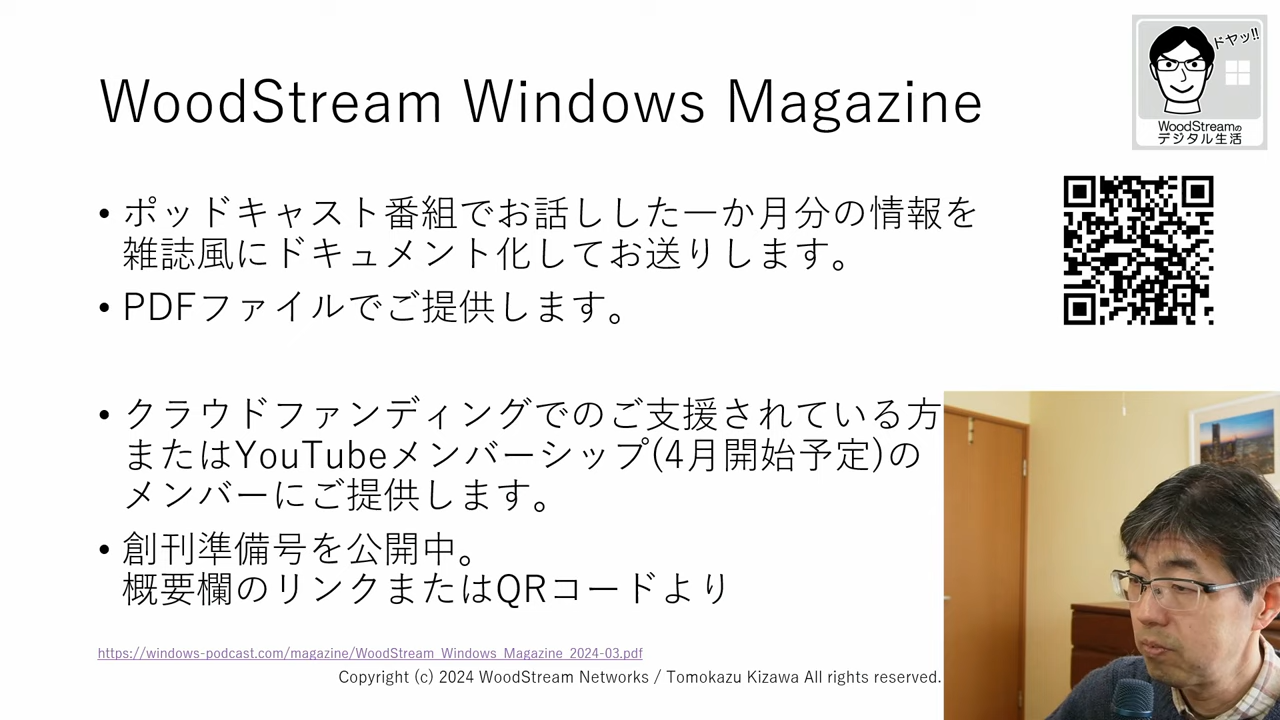 WoodStream Windows Magazine
ドヤッ!!
WoodStreamの
デジタル生活
• ポッドキャスト番組でお話しした一か月分の情報を
雑誌風にドキュメント化してお送りします。
• PDFファイルでご提供します。
• クラウドファンディングでのご支援されている方
またはYouTubeメンバーシップ(4月開始予定)の
メンバーにご提供します。
• 創刊準備号を公開中。
概要欄のリンクまたはQRコードより
https://windows-podcast.com/magazine/WoodStream_Windows_Magazine_2024-03.pdf
Copyright (c) 2024 WoodStream Networks / Tomokazu Kizawa All rights reserved.